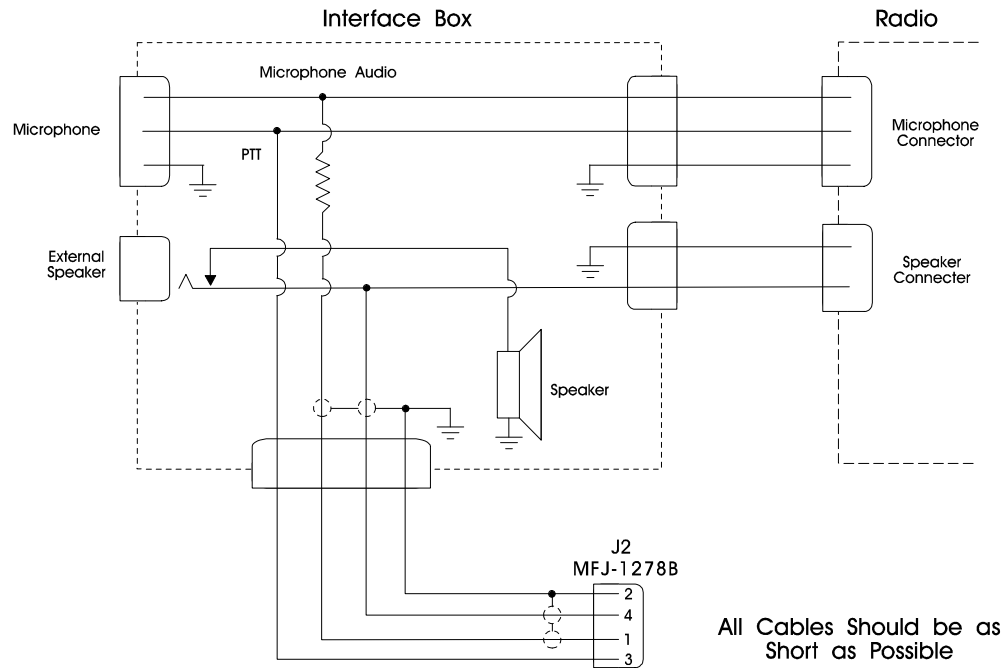 Interface Box
Radio
Microphone Audio
Microphone
Microphone
Connector
PTT
External
Speaker
Speaker
Connecter
Speaker
J2
MFJ-1278B
2
4
1
3
All Cables Should be as
Short as Possible